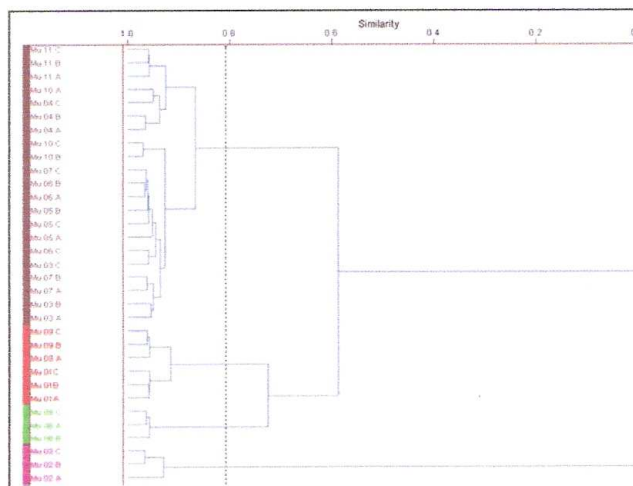 Similarity
1.0 0.8 0.6 0.4 0.2 0
Mu 11 C
Mu 11 B
Mu 11 A
Mu 10 A
Mu 04 C
Mu 04 B
Mu 04 A
Mu 10 C
Mu 10 B
Mu 07 C
Mu 06 B
Mu 06 A
Mu 05 B
Mu 05 C
Mu 05 A
Mu 06 C
Mu 03 C
Mu 07 B
Mu 07 A
Mu 03 B
Mu 03 A
Mu 09 C
Mu 09 B
Mu 09 A
Mu 01 C
Mu 01 B
Mu 01 A
Mu 02 C
Mu 02 B
Mu 02 A